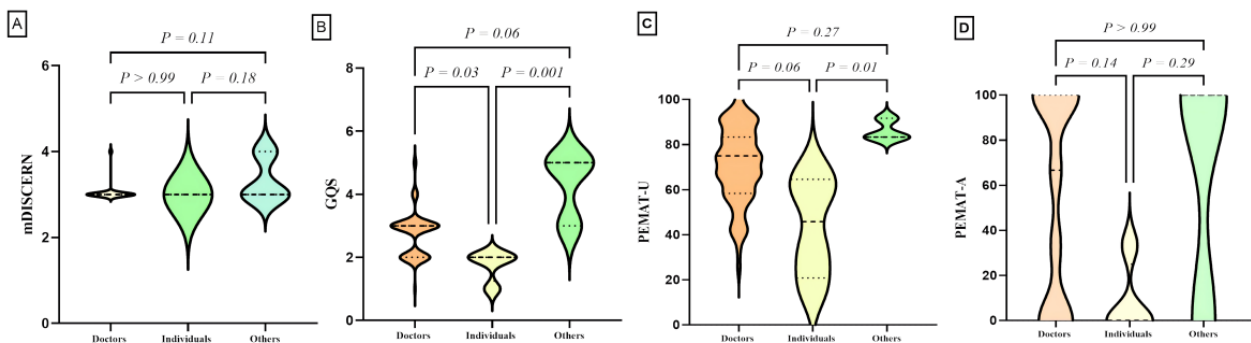 A
P = 0.11
P > 0.99
P = 0.18
mDISCERN
6
4
2
0
Doctors
Individuals
Others
B
P = 0.06
P = 0.03
P = 0.001
GQS
8
6
4
2
0
Doctors
Individuals
Others
C
P = 0.27
P = 0.06
P = 0.01
PEMAT-U
100
80
60
40
20
0
Doctors
Individuals
Others
D
P > 0.99
P = 0.14
P = 0.29
PEMAT-A
100
80
60
40
20
0
Doctors
Individuals
Others